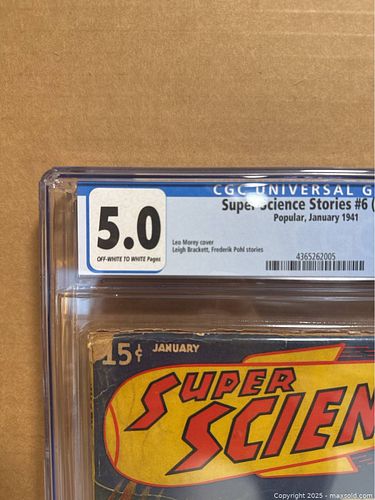 CGC UNIVERSAL G
Super Science Stories #6 (
Popular, January 1941
5.0
OFF-WHITE TO WHITE Pages
Leo Morey cover
Leigh Brackett, Frederik Pohl stories
4365262005
15¢ JANUARY
SUPER
SCIEN
Copyright 2025 - www.maxsold.com